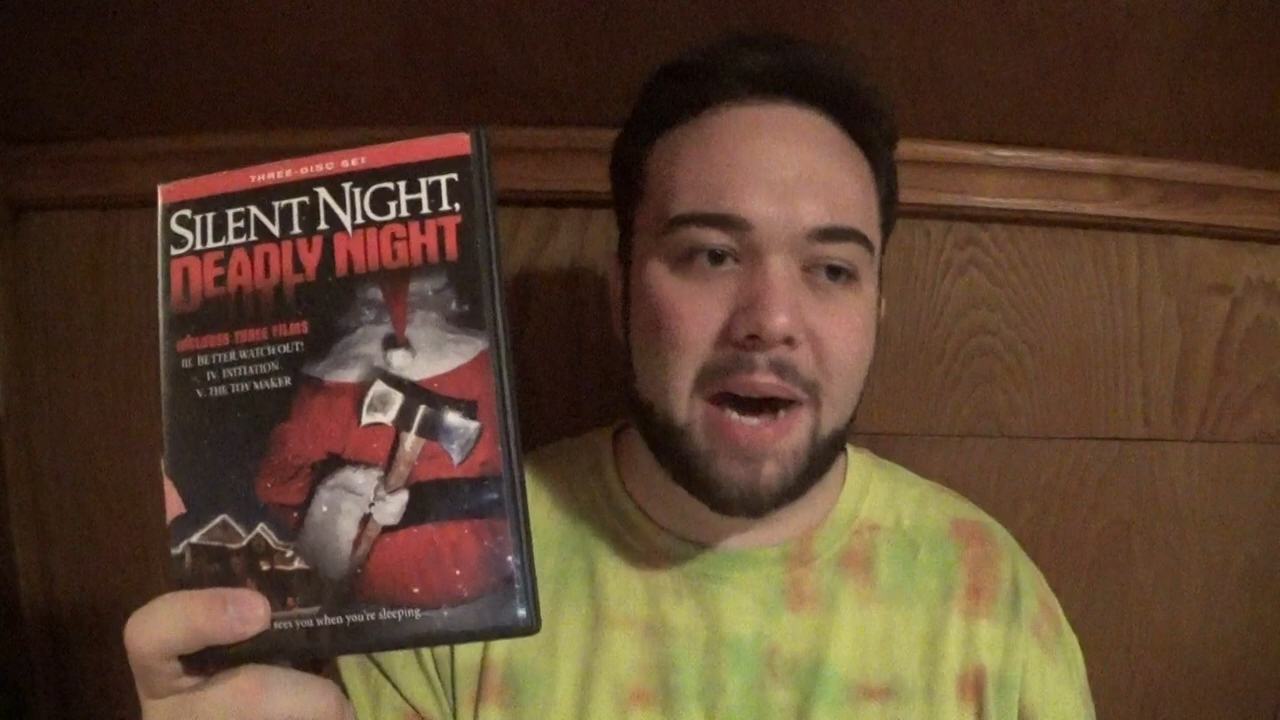 THREE-DISC SET
SILENT NIGHT,
DEADLY NIGHT
INCLUDES THREE FILMS
III. BETTER WATCH OUT!
IV. INITIATION
V. THE TOY MAKER
sees you when you're sleeping...